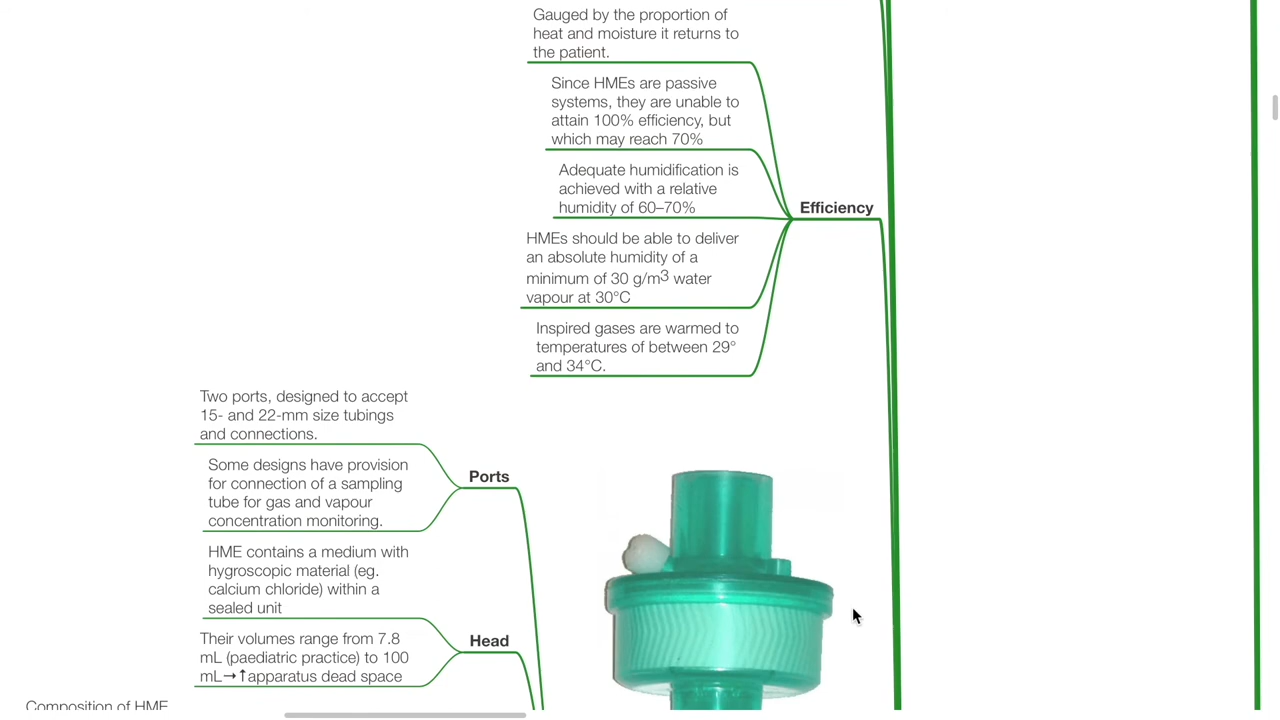 Gauged by the proportion of
heat and moisture it returns to
the patient.
Since HMEs are passive
systems, they are unable to
attain 100% efficiency, but
which may reach 70%
Adequate humidification is
achieved with a relative
humidity of 60–70%
Efficiency
HMEs should be able to deliver
an absolute humidity of a
minimum of 30 g/m3 water
vapour at 30°C
Inspired gases are warmed to
temperatures of between 29°
and 34°C.
Two ports, designed to accept
15- and 22-mm size tubings
and connections.
Ports
Some designs have provision
for connection of a sampling
tube for gas and vapour
concentration monitoring.
HME contains a medium with
hygroscopic material (eg.
calcium chloride) within a
sealed unit
Head
Their volumes range from 7.8
mL (paediatric practice) to 100
mL→↑apparatus dead space
Composition of HME